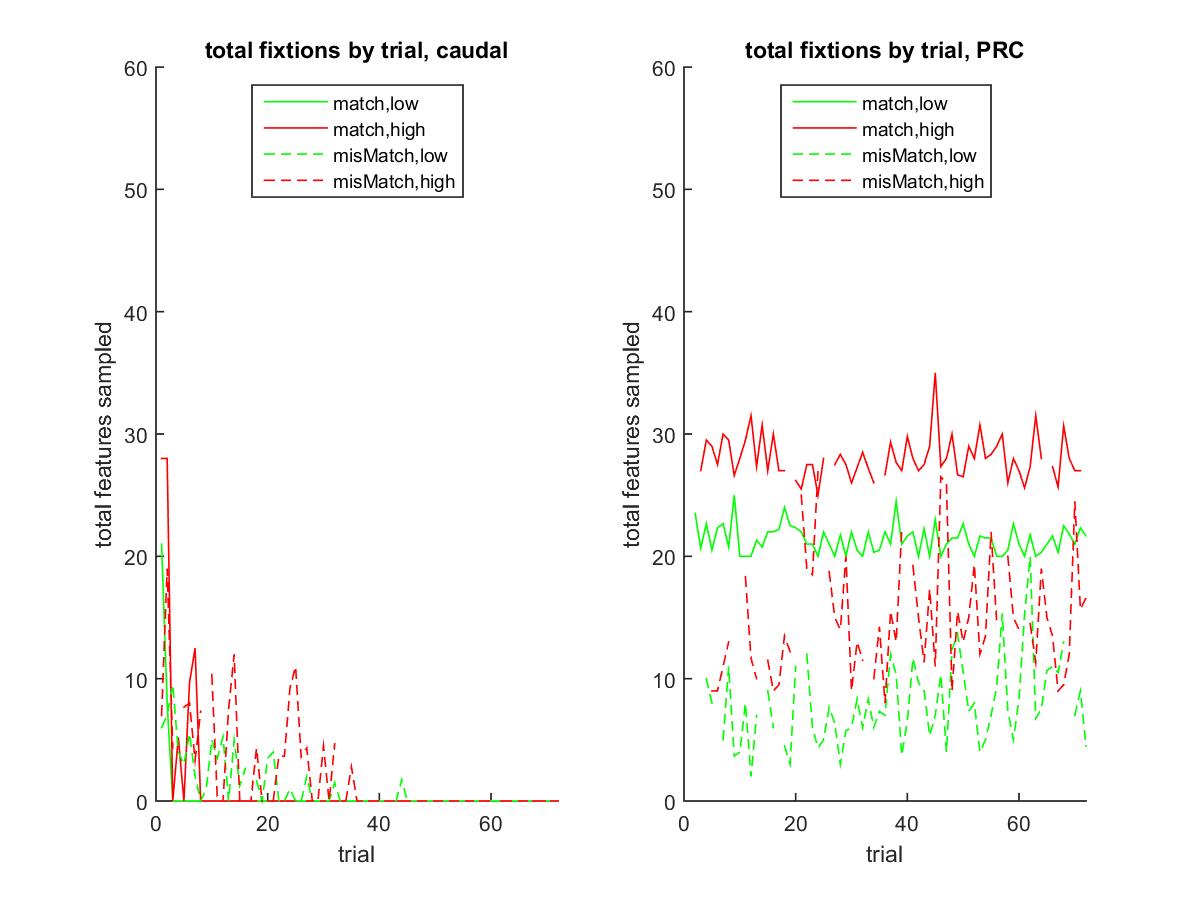 total fixtions by trial, caudal
60
50
40
30
20
10
0
0 20 40 60
total features sampled
trial
match,low
match,high
misMatch,low
misMatch,high
total fixtions by trial, PRC
60
50
40
30
20
10
0
0 20 40 60
total features sampled
trial
match,low
match,high
misMatch,low
misMatch,high